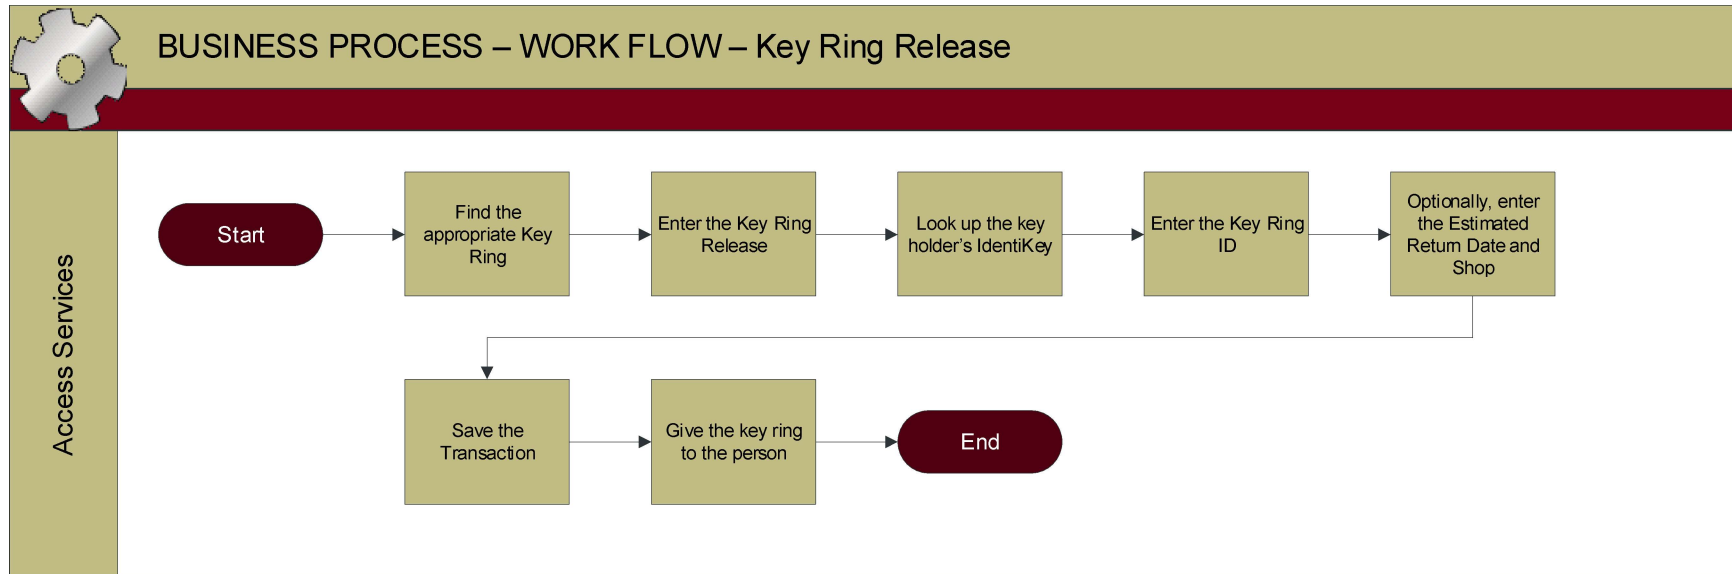 BUSINESS PROCESS – WORK FLOW – Key Ring Release
Access Services
Start
Find the
appropriate Key
Ring
Enter the Key Ring
Release
Look up the key
holder's IdentiKey
Enter the Key Ring
ID
Optionally, enter
the Estimated
Return Date and
Shop
Save the
Transaction
Give the key ring
to the person
End